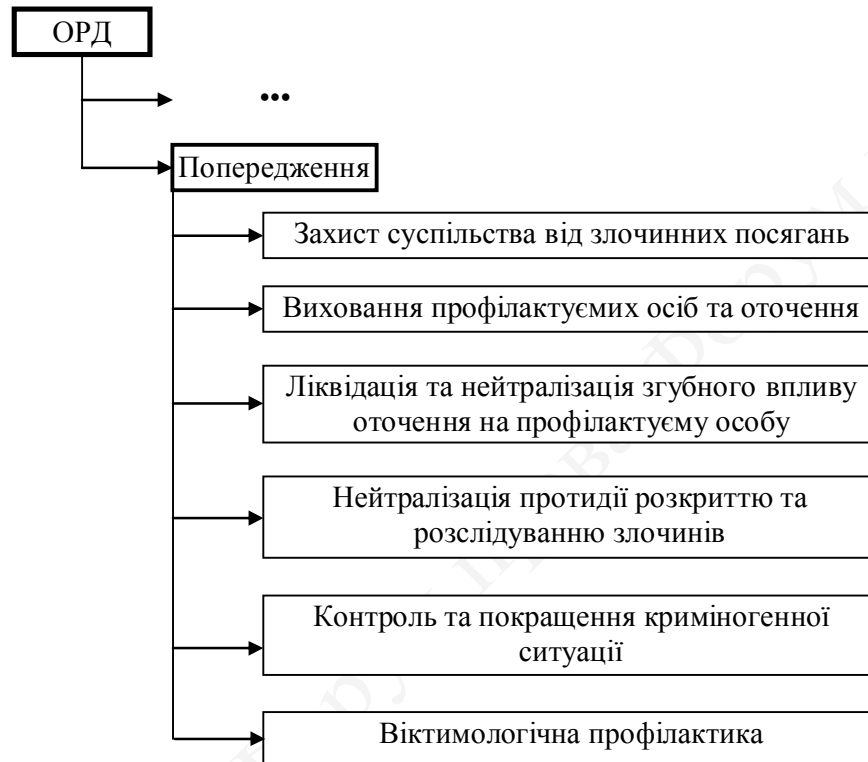 ОРД
...
Попередження
Захист суспільства від злочинних посягань
Виховання профілактуємих осіб та оточення
Ліквідація та нейтралізація згубного впливу
оточення на профілактуєму особу
Нейтралізація протидії розкриттю та
розслідуванню злочинів
Контроль та покращення криміногенної
ситуації
Віктимологічна профілактика